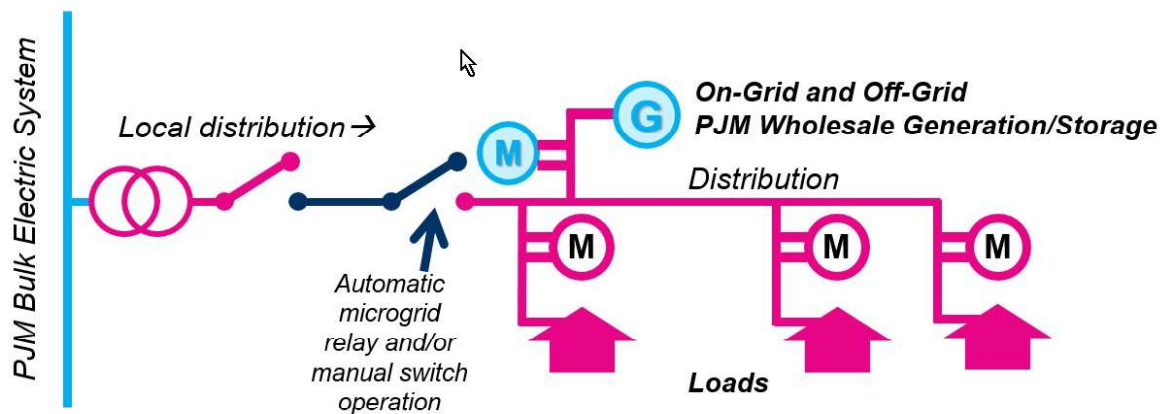 PJM Bulk Electric System
Local distribution →
M
G
On-Grid and Off-Grid
PJM Wholesale Generation/Storage
Distribution
M
M
M
Automatic
microgrid
relay and/or
manual switch
operation
Loads